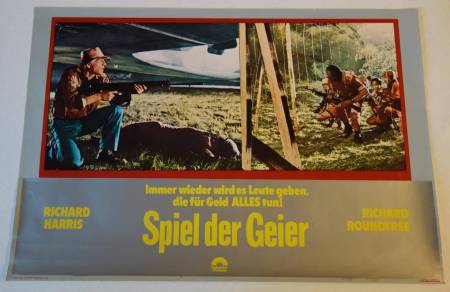 Immer wieder wird es Leute geben,
die für Geld ALLES tun!
RICHARD
HARRIS
Spiel der Geier
RICHARD
ROUNDTREE